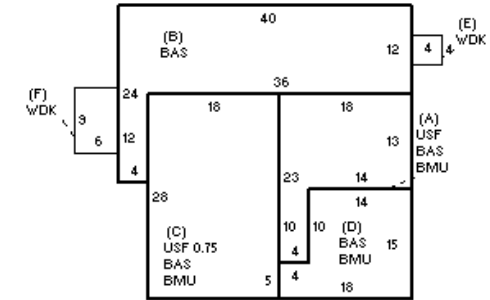 40
(E)
WDK
(B)
BAS
12
4
4
36
(F)
WDK
24
18
18
(A)
USF
BAS
BMU
9
6
12
13
4
23
14
14
28
10
10
(D)
BAS
BMU
15
(C)
USF 0.75
BAS
BMU
4
4
5
18